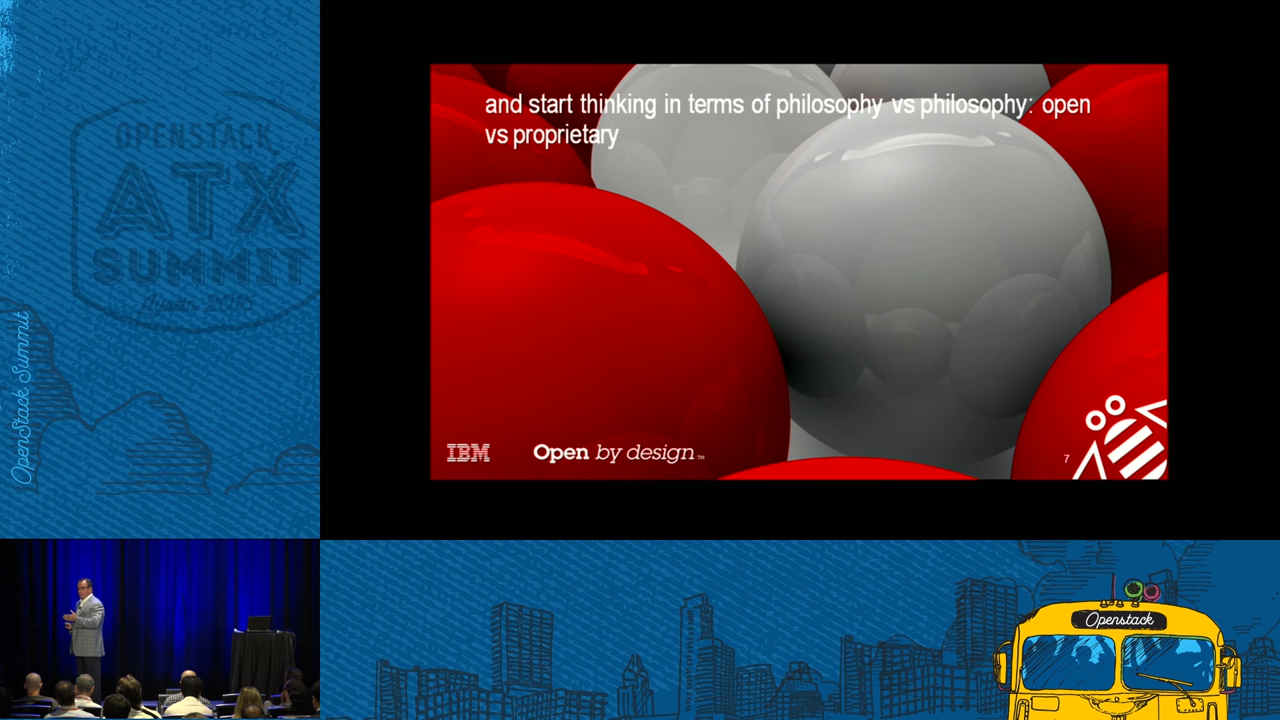 OPENSTACK
ATX
SUMMIT
Austin 2016
OpenStack Summit
and start thinking in terms of philosophy vs philosophy: open
vs proprietary
IBM
Open by design™
7
Openstack